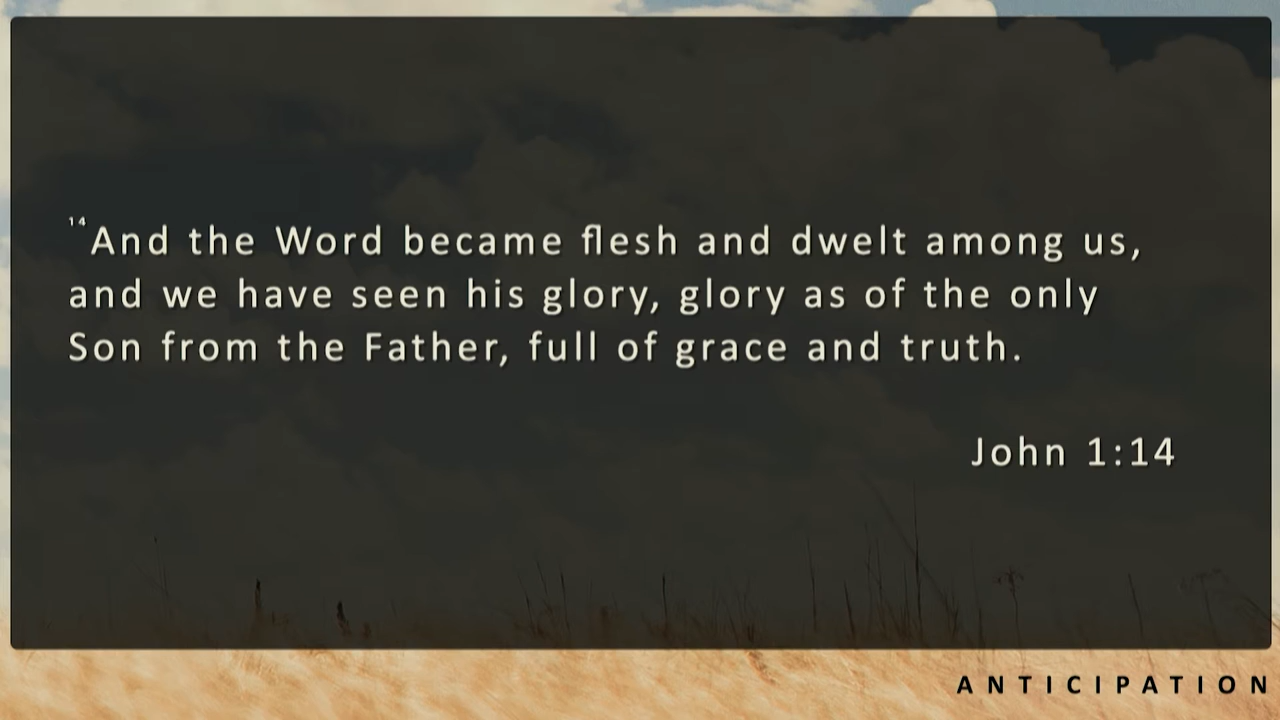 14And the Word became flesh and dwelt among us,
and we have seen his glory, glory as of the only
Son from the Father, full of grace and truth.
John 1:14
ANTICIPATION